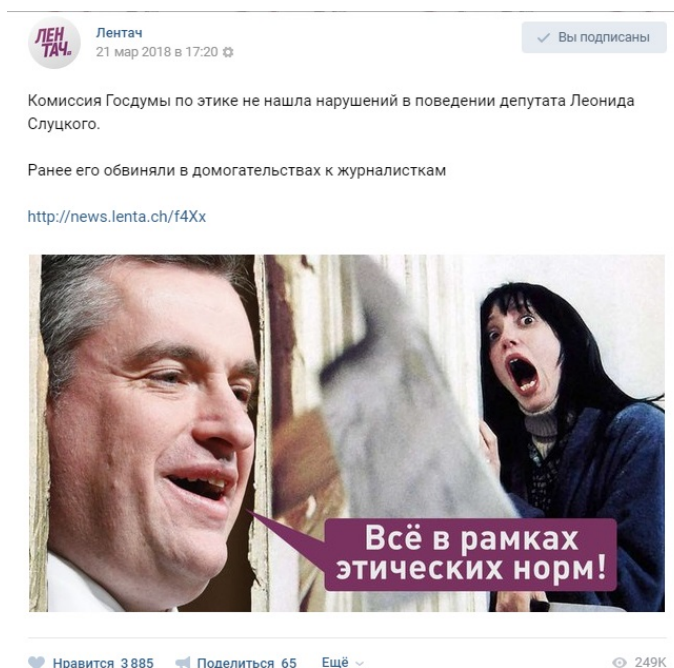 ЛЕН
ТАЧ.
Лентач
21 мар 2018 в 17:20
Вы подписаны
Комиссия Госдумы по этике не нашла нарушений в поведении депутата Леонида
Слуцкого.
Ранее его обвиняли в домогательствах к журналисткам
http://news.lenta.ch/f4Xx
Всё в рамках
этических норм!
Нравится 3 885 Поделиться 65 Ещё 249K